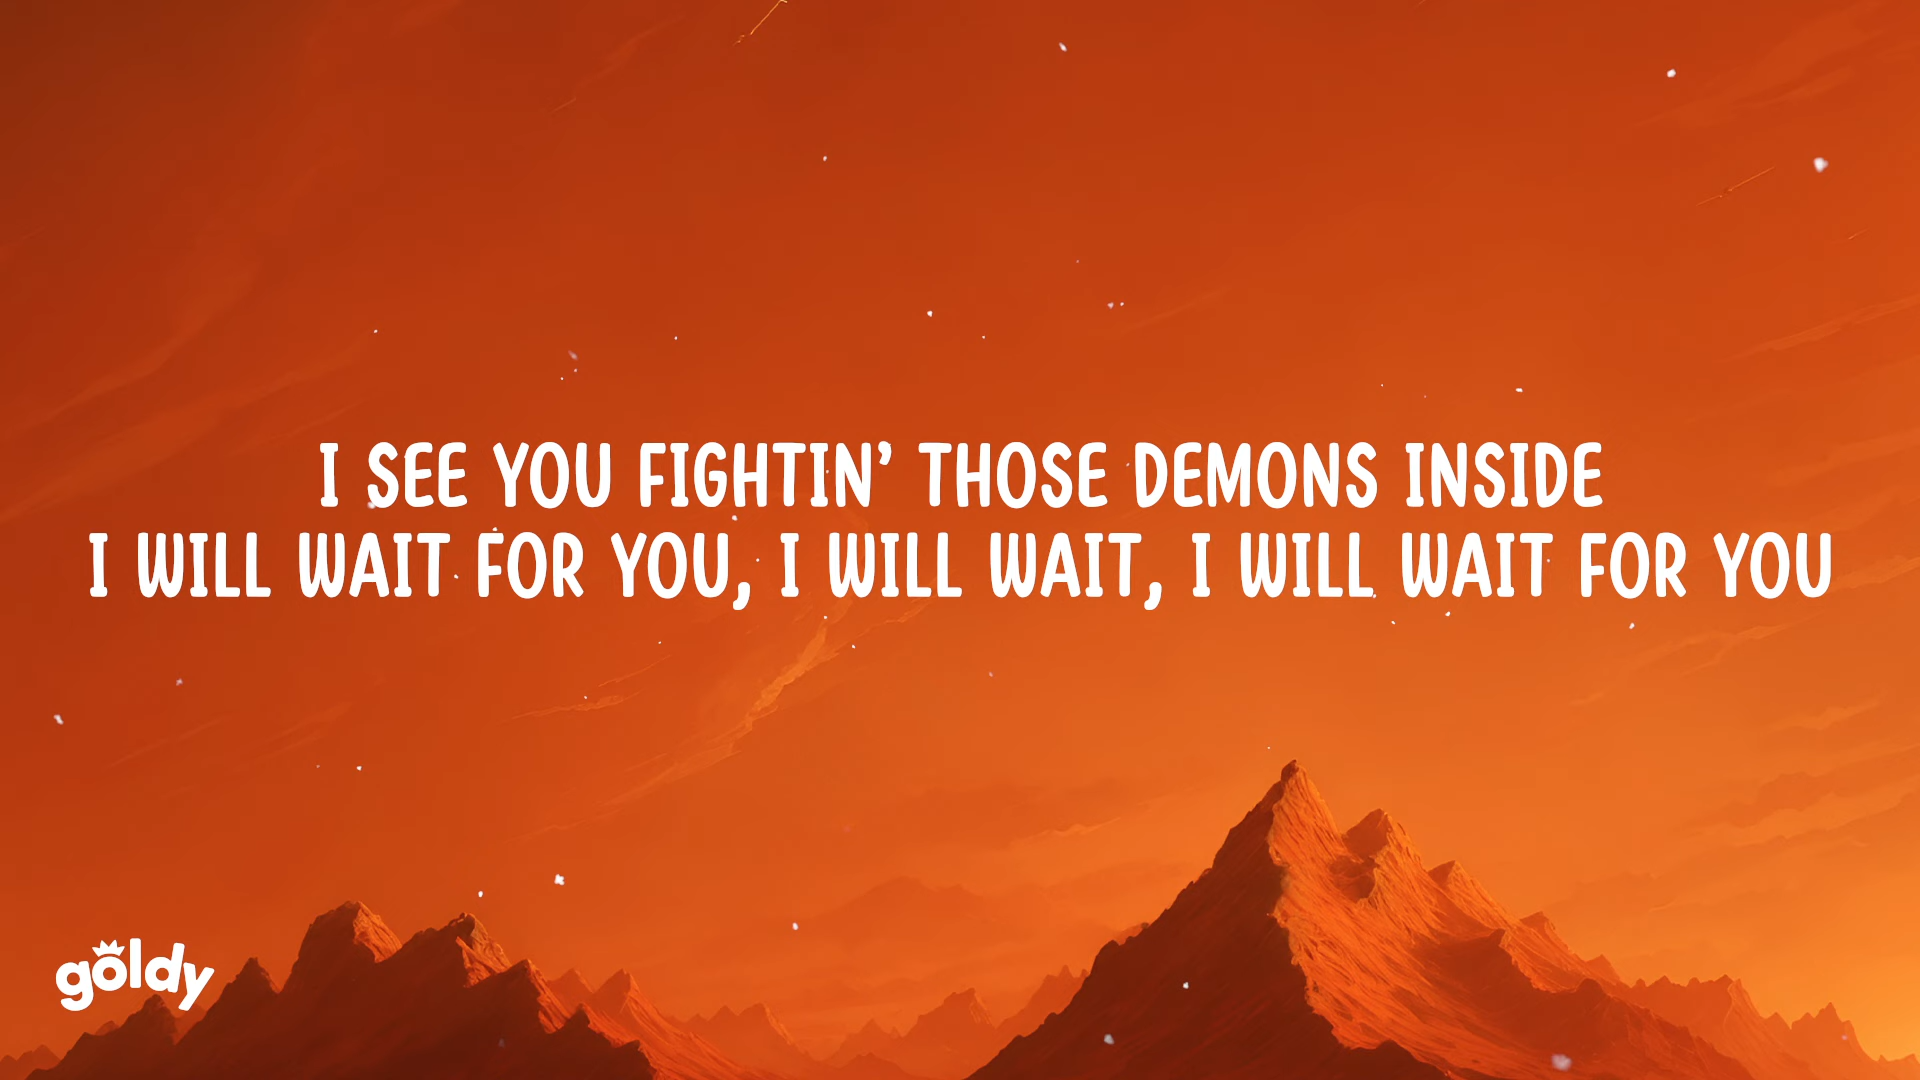 I SEE YOU FIGHTIN’ THOSE DEMONS INSIDE
I WILL WAIT FOR YOU, I WILL WAIT, I WILL WAIT FOR YOU
goldy